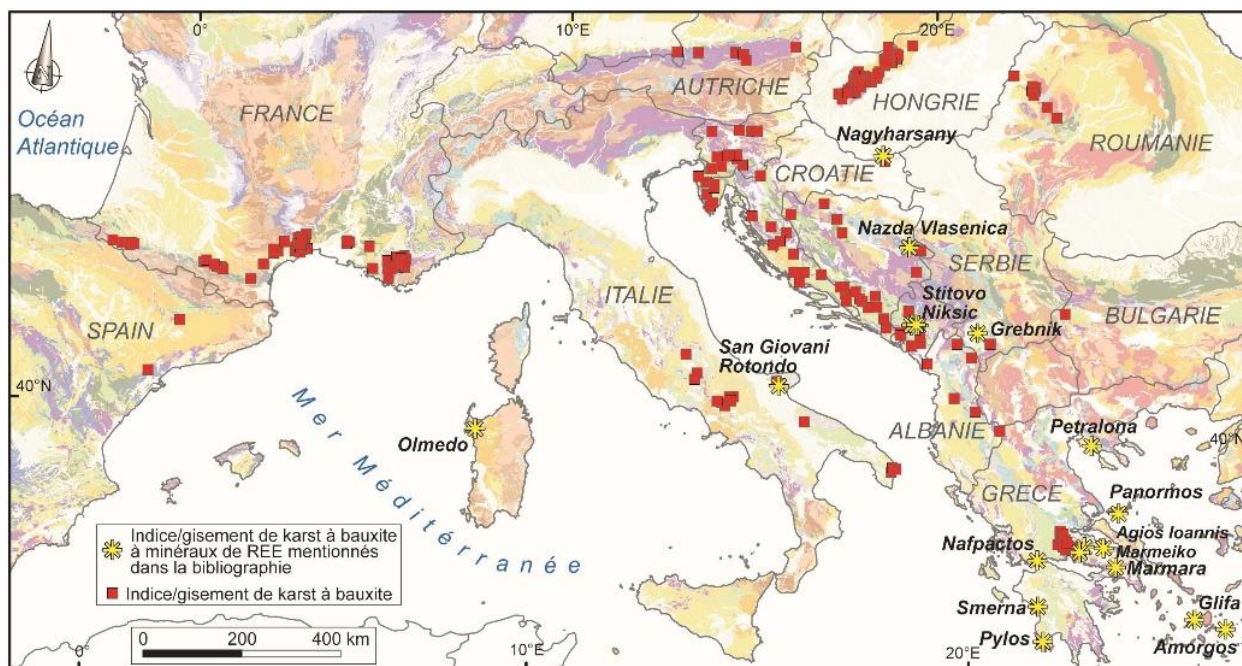 0°
10°E
20°E
N
Océan
Atlantique
FRANCE
AUTRICHE
HONGRIE
ROUMANIE
Nagyharsany
CROATIE
Nazda Vlasenica
SERBIE
Stitovo
Niksic
BULGARIE
Grebnik
SPAIN
ITALIE
San Giovani
Rotondo
40°N
Olmedo
ALBANIE
Petralona
40°N
Mer Méditérranée
GRECE
Panormos
Agios Ioannis
Nafpactos
Marmeiko
Marmara
Smerna
Glifa
Pylos
Amorgos
Indice/gisement de karst à bauxite
à minéraux de REE mentionnés
dans la bibliographie
Indice/gisement de karst à bauxite
0 200 400 km
0°
10°E
20°E